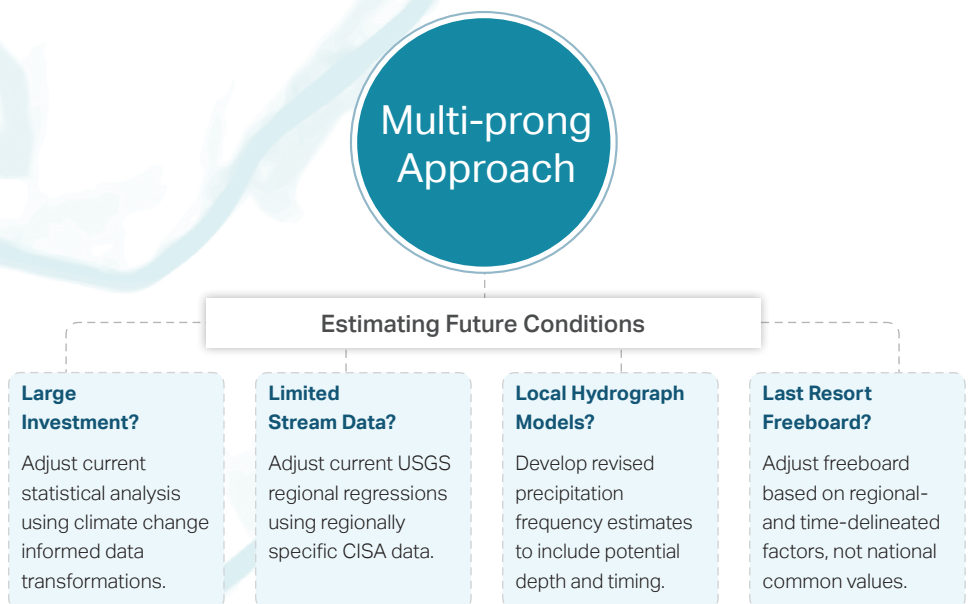 Multi-prong
Approach
Estimating Future Conditions
Large
Investment?
Adjust current
statistical analysis
using climate change
informed data
transformations.
Limited
Stream Data?
Adjust current USGS
regional regressions
using regionally
specific CISA data.
Local Hydrograph
Models?
Develop revised
precipitation
frequency estimates
to include potential
depth and timing.
Last Resort
Freeboard?
Adjust freeboard
based on regional-
and time-delineated
factors, not national
common values.